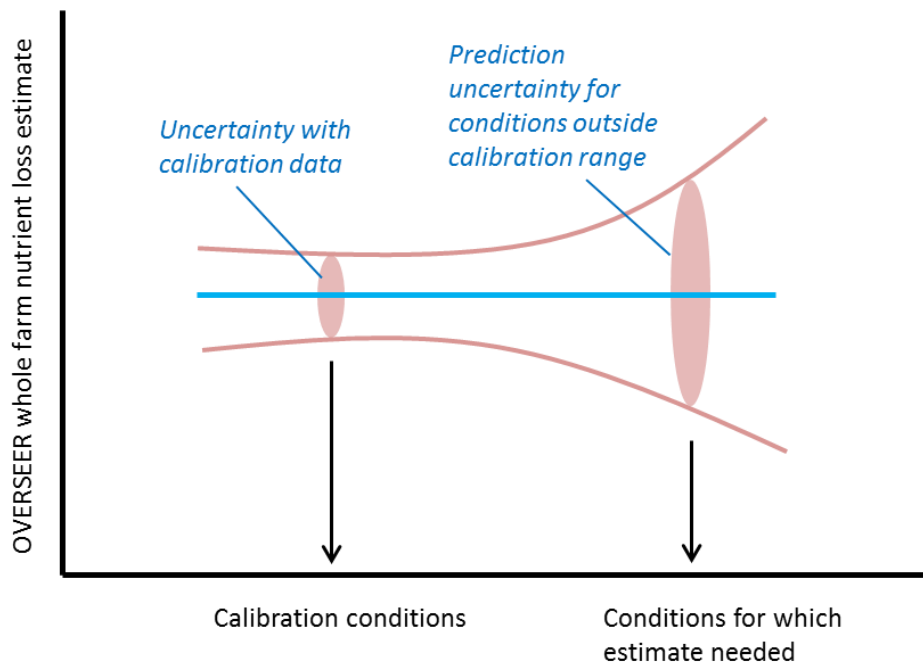 OVERSEER whole farm nutrient loss estimate
Uncertainty with
calibration data
Prediction
uncertainty for
conditions outside
calibration range
Calibration conditions
Conditions for which
estimate needed